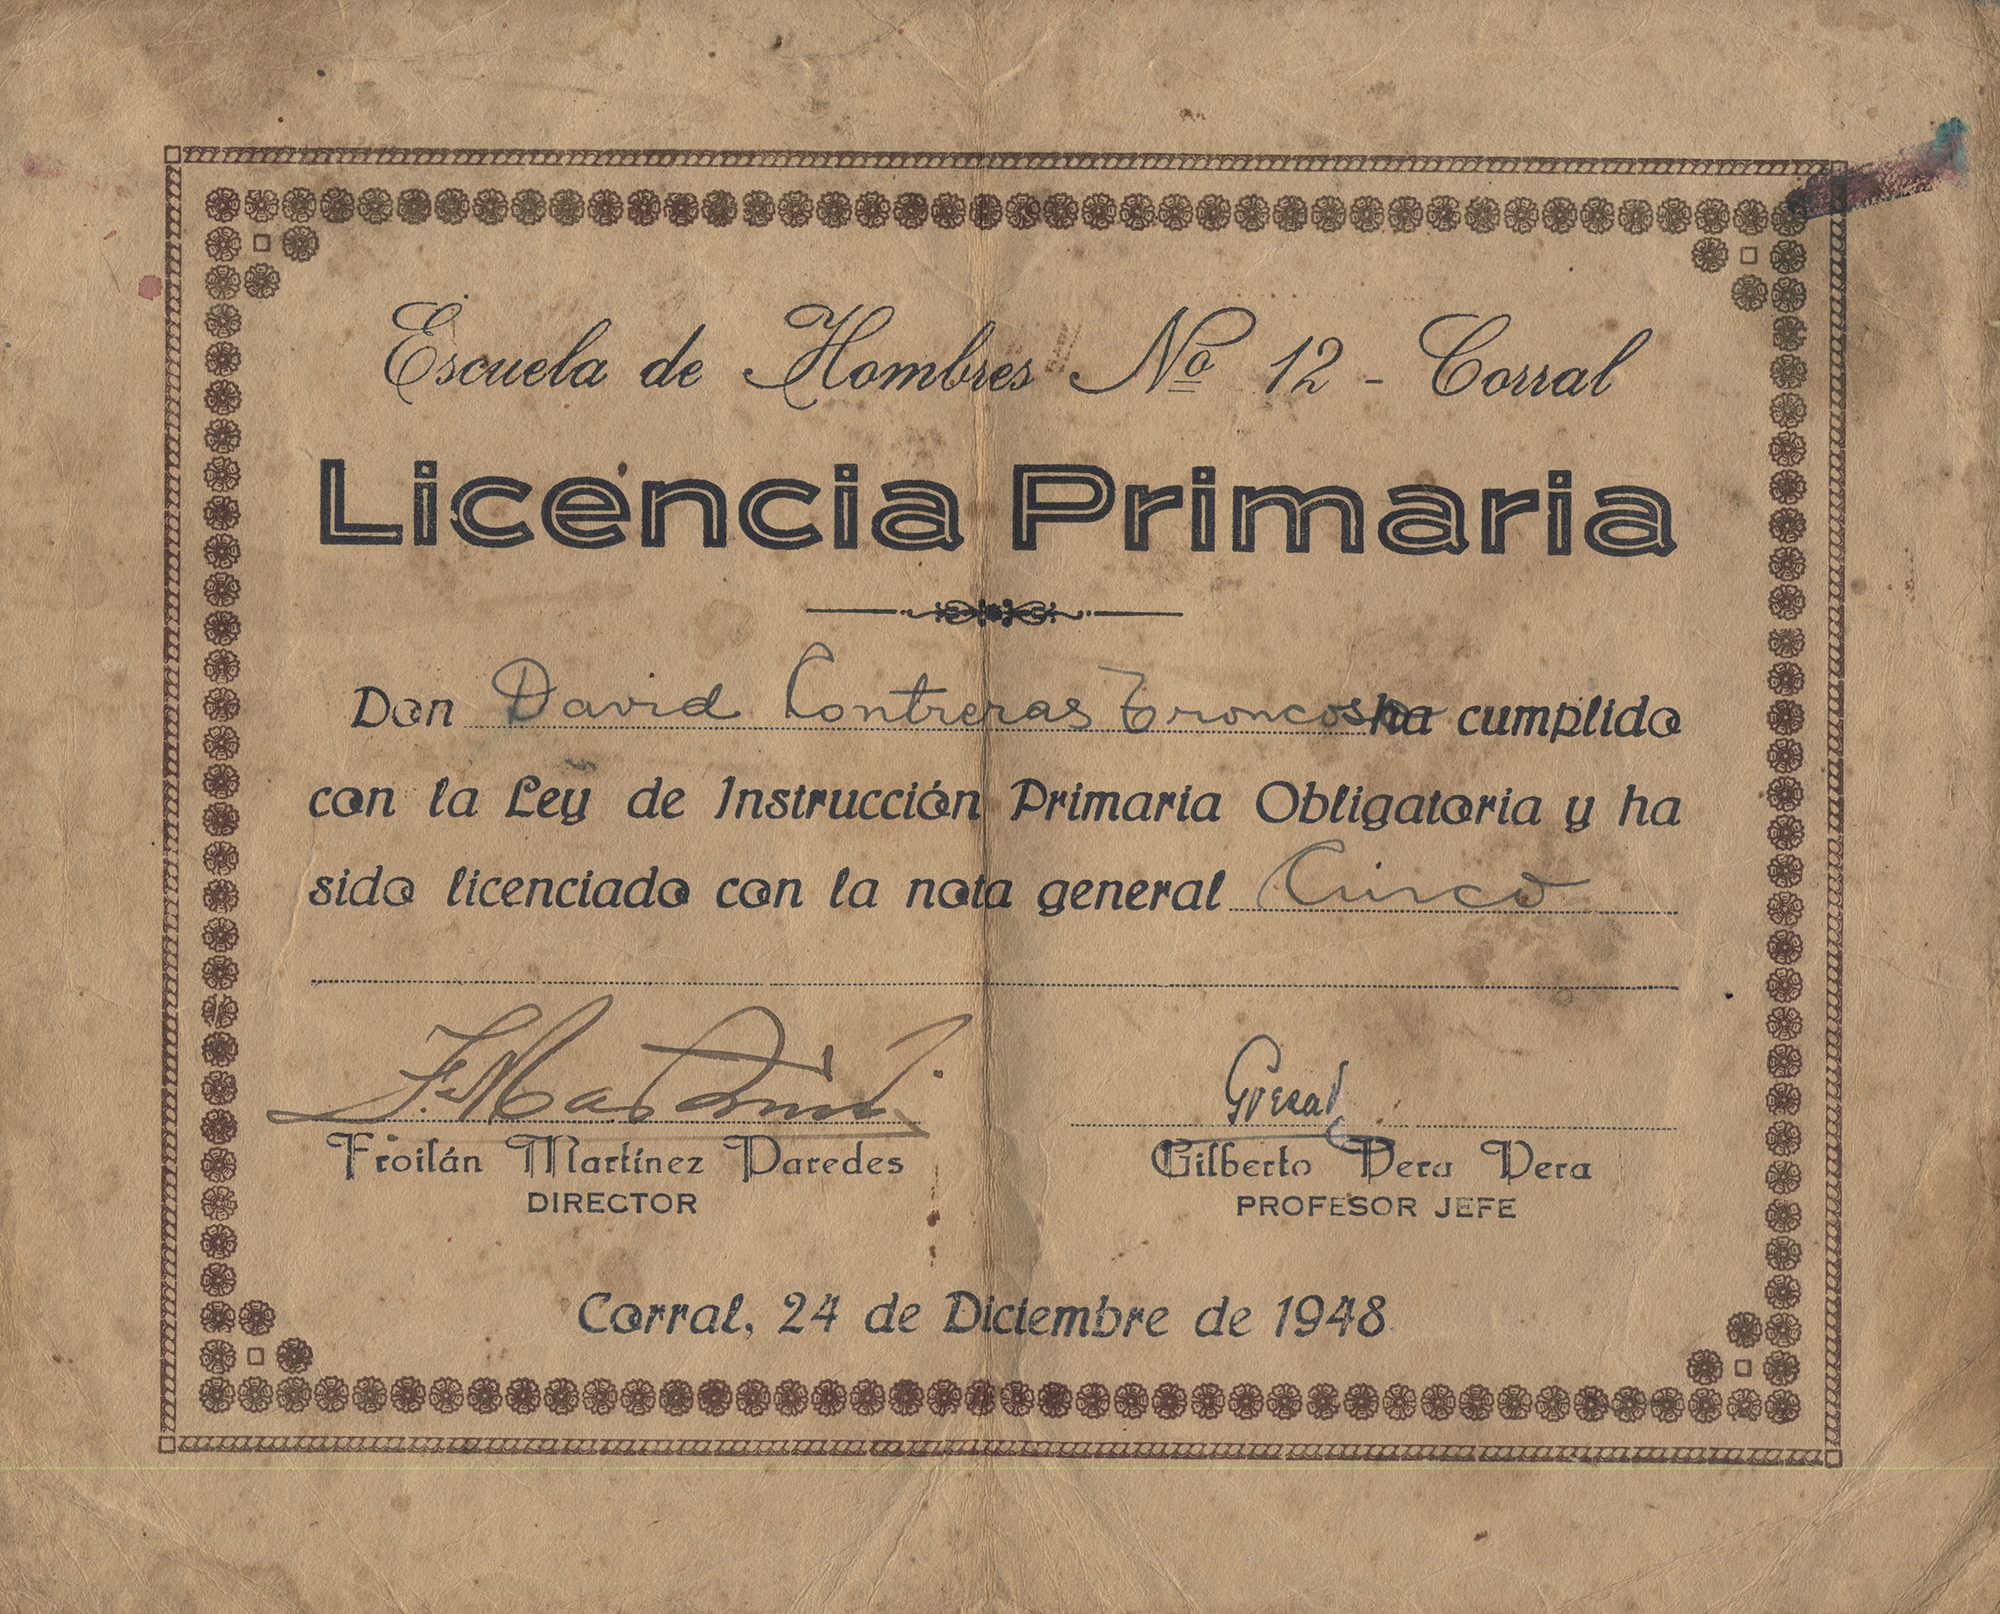 Escuela de Hombres Nº 12 - Corral
Licencia Primaria
Don David Contreras Troncoso ha cumplido
con la Ley de Instrucción Primaria Obligatoria y ha
sido licenciado con la nota general Cinco
F. Martínez P.
Froilán Martínez Paredes
DIRECTOR
GVeraV
Gilberto Vera Vera
PROFESOR JEFE
Corral, 24 de Diciembre de 1948